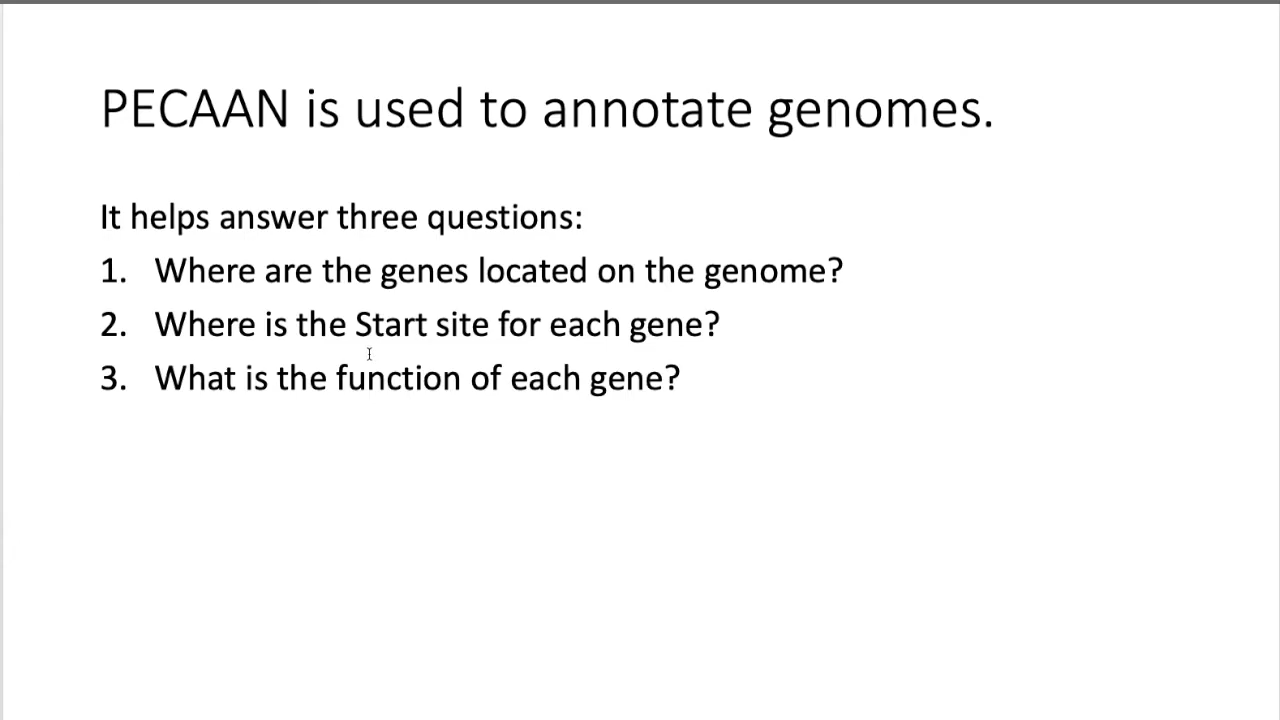 PECAAN is used to annotate genomes.
It helps answer three questions:
1. Where are the genes located on the genome?
2. Where is the Start site for each gene?
3. What is the function of each gene?